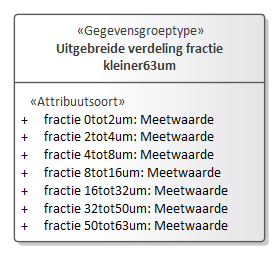 «Gegevensgroeptype»
Uitgebreide verdeling fractie
kleiner63um
«Attribuutsoort»
+ fractie 0tot2um: Meetwaarde
+ fractie 2tot4um: Meetwaarde
+ fractie 4tot8um: Meetwaarde
+ fractie 8tot16um: Meetwaarde
+ fractie 16tot32um: Meetwaarde
+ fractie 32tot50um: Meetwaarde
+ fractie 50tot63um: Meetwaarde